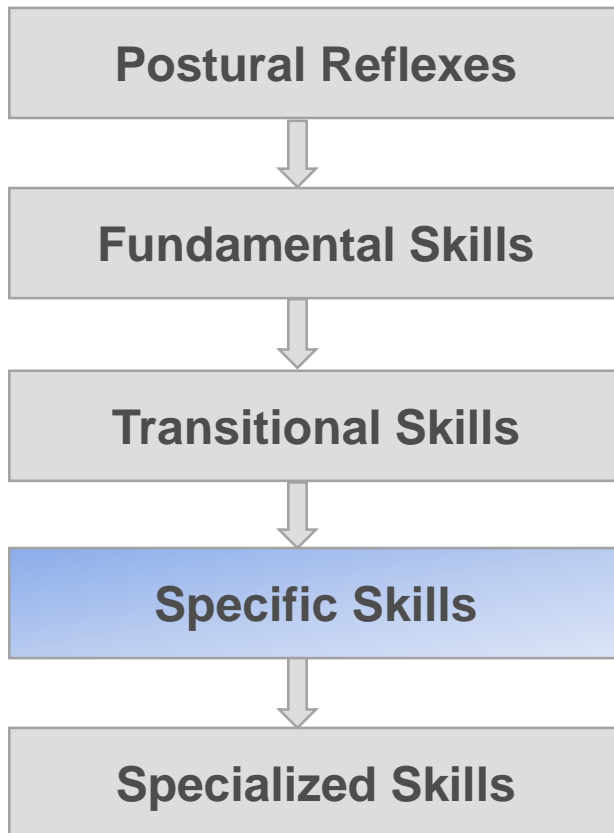 Postural Reflexes
Fundamental Skills
Transitional Skills
Specific Skills
Specialized Skills